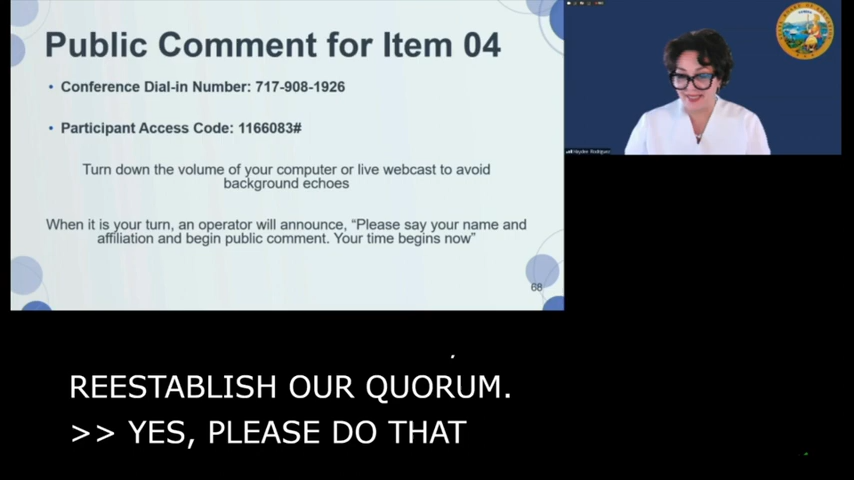 Public Comment for Item 04
• Conference Dial-in Number: 717-908-1926
• Participant Access Code: 1166083#
Turn down the volume of your computer or live webcast to avoid
background echoes
When it is your turn, an operator will announce, “Please say your name and
affiliation and begin public comment. Your time begins now”
68
REESTABLISH OUR QUORUM.
>> YES, PLEASE DO THAT